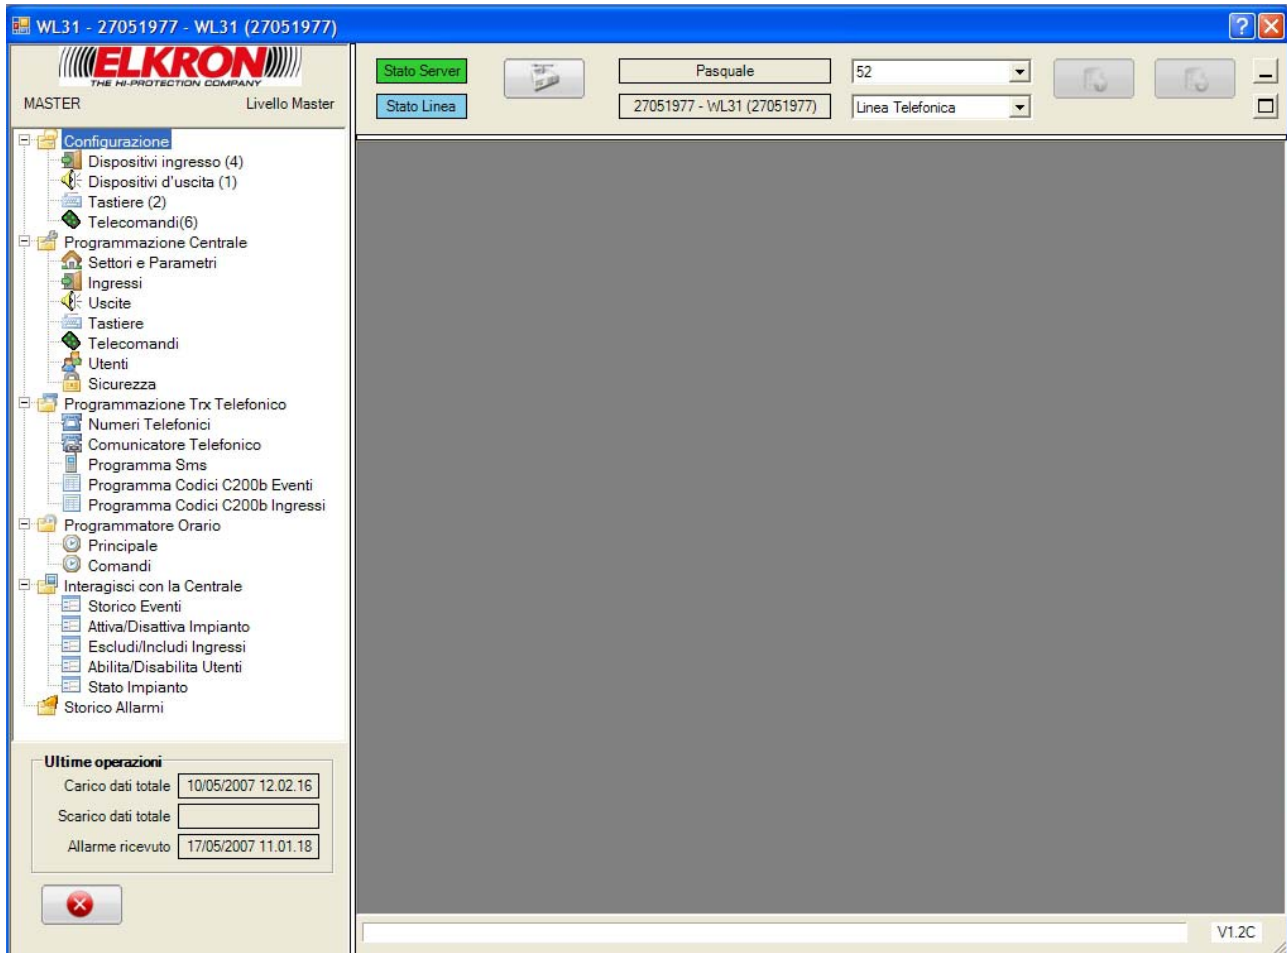 WL31 - 27051977 - WL31 (27051977)
ELKRON
THE HI-PROTECTION COMPANY
MASTER Livello Master
Stato Server Pasquale 52
Stato Linea 27051977 - WL31 (27051977) Linea Telefonica
Configurazione
Dispositivi ingresso (4)
Dispositivi d'uscita (1)
Tastiere (2)
Telecomandi(6)
Programmazione Centrale
Settori e Parametri
Ingressi
Uscite
Tastiere
Telecomandi
Utenti
Sicurezza
Programmazione Trx Telefonico
Numeri Telefonici
Comunicatore Telefonico
Programma Sms
Programma Codici C200b Eventi
Programma Codici C200b Ingressi
Programmatore Orario
Principale
Comandi
Interagisci con la Centrale
Storico Eventi
Attiva/Disattiva Impianto
Escludi/Includi Ingressi
Abilita/Disabilita Utenti
Stato Impianto
Storico Allarmi
Ultime operazioni
Carico dati totale 10/05/2007 12.02.16
Scarico dati totale
Allarme ricevuto 17/05/2007 11.01.18
V1.2C